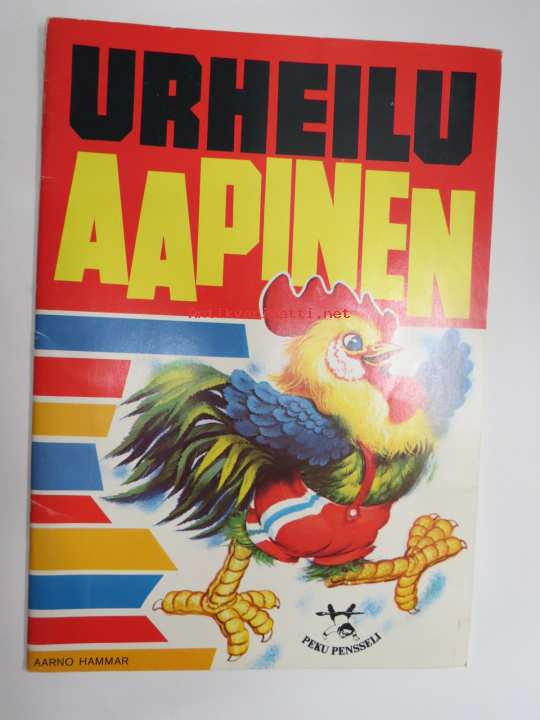 URHEILU
AAPINEN
PEKU PENSSELI
AARNO HAMMAR